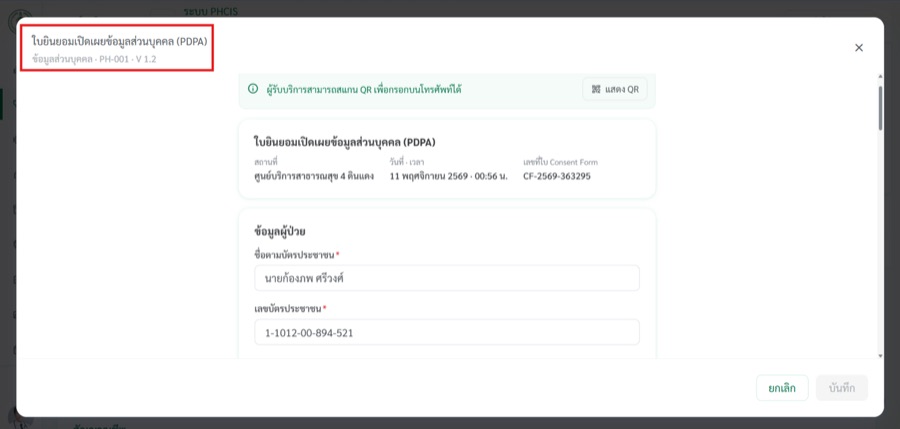 ระบบ PHCIS
ใบยินยอมเปิดเผยข้อมูลส่วนบุคคล (PDPA)
ข้อมูลส่วนบุคคล - PH-001 - V 1.2
ผู้รับบริการสามารถสแกน QR เพื่อกรอกบนโทรศัพท์ได้
แสดง QR
ใบยินยอมเปิดเผยข้อมูลส่วนบุคคล (PDPA)
สถานที่ วันที่ - เวลา เลขที่ใบ Consent Form
ศูนย์บริการสาธารณสุข 4 ดินแดง 11 พฤศจิกายน 2569 - 00:56 น. CF-2569-363295
ข้อมูลผู้ป่วย
ชื่อตามบัตรประชาชน *
นายก้องภพ ศรีวงศ์
เลขบัตรประชาชน *
1-1012-00-894-521
ยกเลิก
บันทึก